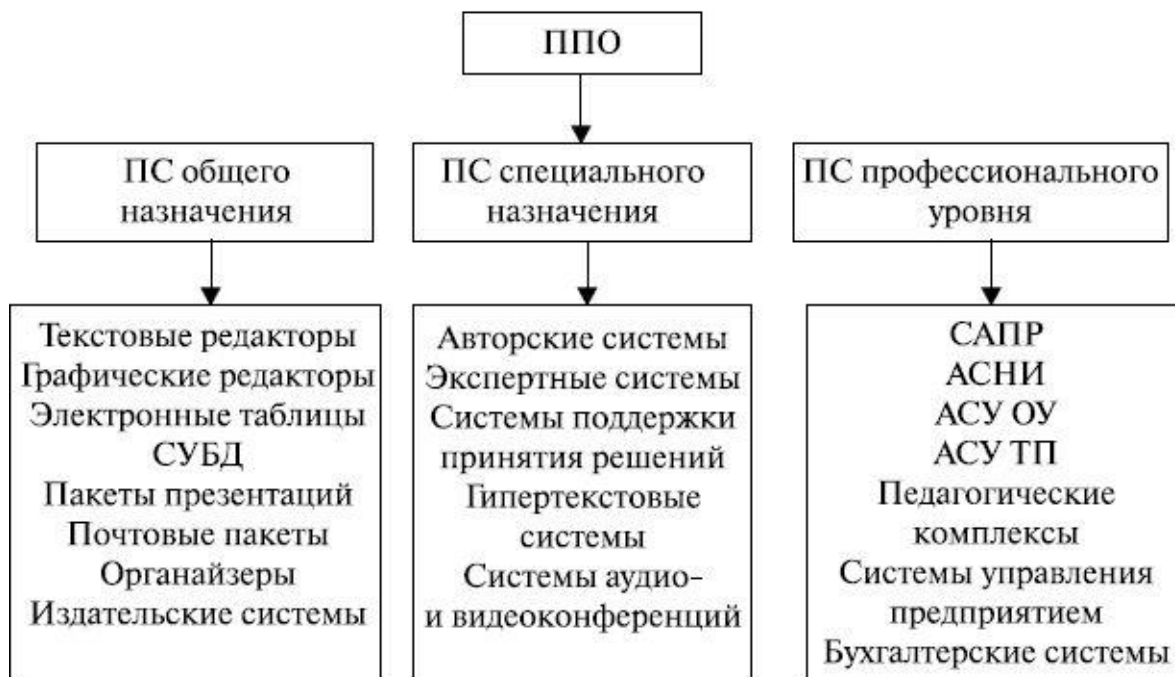 ППО
ПС общего
назначения
ПС специального
назначения
ПС профессионального
уровня
Текстовые редакторы
Графические редакторы
Электронные таблицы
СУБД
Пакеты презентаций
Почтовые пакеты
Органайзеры
Издательские системы
Авторские системы
Экспертные системы
Системы поддержки
принятия решений
Гипертекстовые
системы
Системы аудио-
и видеоконференций
САПР
АСНИ
АСУ ОУ
АСУ ТП
Педагогические
комплексы
Системы управления
предприятием
Бухгалтерские системы